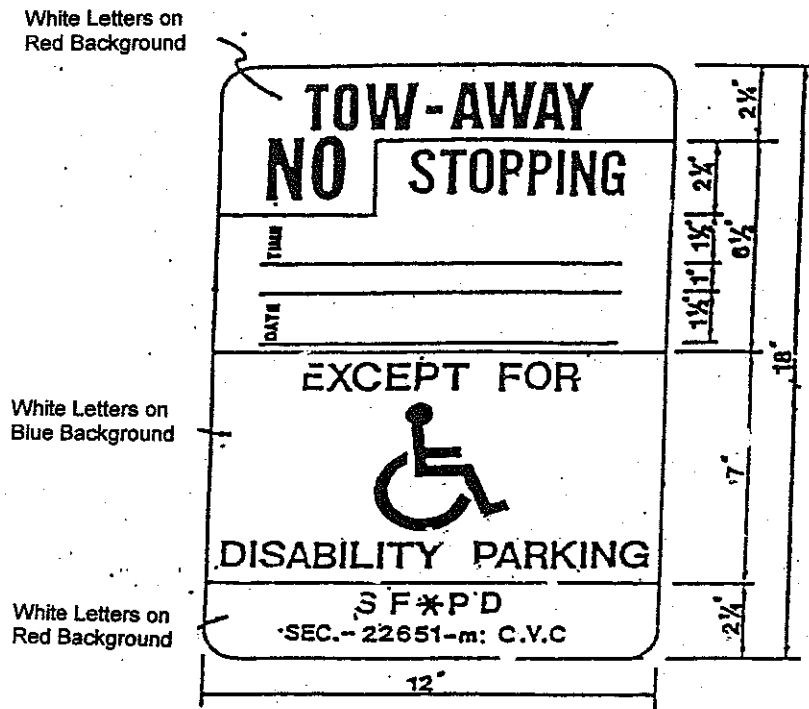 White Letters on
Red Background
TOW-AWAY
NO STOPPING
TIME
DATE
EXCEPT FOR
White Letters on
Blue Background
DISABILITY PARKING
White Letters on
Red Background
S F*P D
SEC.-22651-m: C.V.C
12"
2¼"
2¼"
1½"
1"
1½"
6½"
7"
2¼"
18"